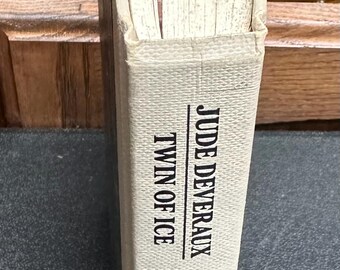 JUDE DEVERAUX
TWIN OF ICE